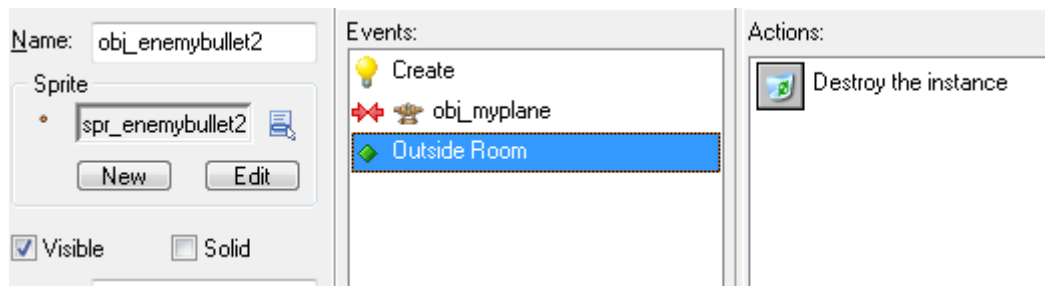 Name: obj_enemybullet2
Sprite
spr_enemybullet2
New Edit
Visible Solid
Events:
Create
obj_myplane
Outside Room
Actions:
Destroy the instance